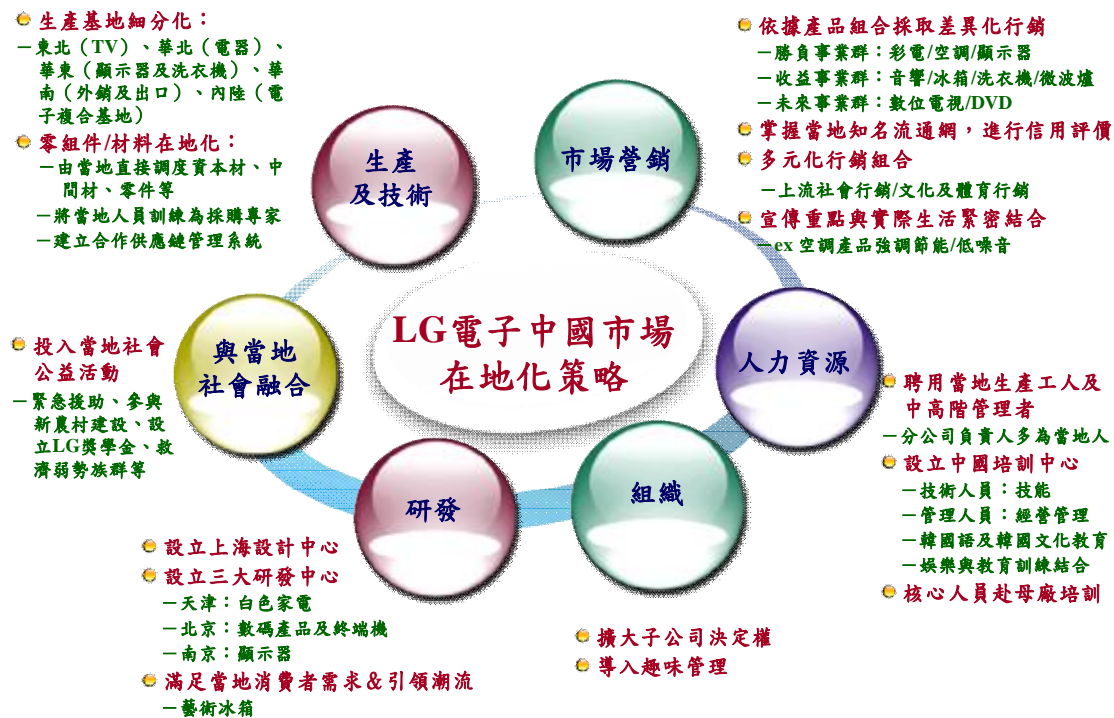 LG電子中國市場
在地化策略
生產
及技術
生產基地細分化：
－東北（TV）、華北（電器）、
華東（顯示器及洗衣機）、華
南（外銷及出口）、內陸（電
子複合基地）
零組件/材料在地化：
－由當地直接調度資本材、中
間材、零件等
－將當地人員訓練為採購專家
－建立合作供應鏈管理系統
市場營銷
依據產品組合採取差異化行銷
－勝負事業群：彩電/空調/顯示器
－收益事業群：音響/冰箱/洗衣機/微波爐
－未來事業群：數位電視/DVD
掌握當地知名流通網，進行信用評價
多元化行銷組合
－上流社會行銷/文化及體育行銷
宣傳重點與實際生活緊密結合
－ex 空調產品強調節能/低噪音
人力資源
聘用當地生產工人及
中高階管理者
－分公司負責人多為當地人
設立中國培訓中心
－技術人員：技能
－管理人員：經營管理
－韓國語及韓國文化教育
－娛樂與教育訓練結合
核心人員赴母廠培訓
組織
擴大子公司決定權
導入趣味管理
研發
設立上海設計中心
設立三大研發中心
－天津：白色家電
－北京：數碼產品及終端機
－南京：顯示器
滿足當地消費者需求＆引領潮流
－藝術冰箱
與當地
社會融合
投入當地社會
公益活動
－緊急援助、參與
新農村建設、設
立LG獎學金、救
濟弱勢族群等